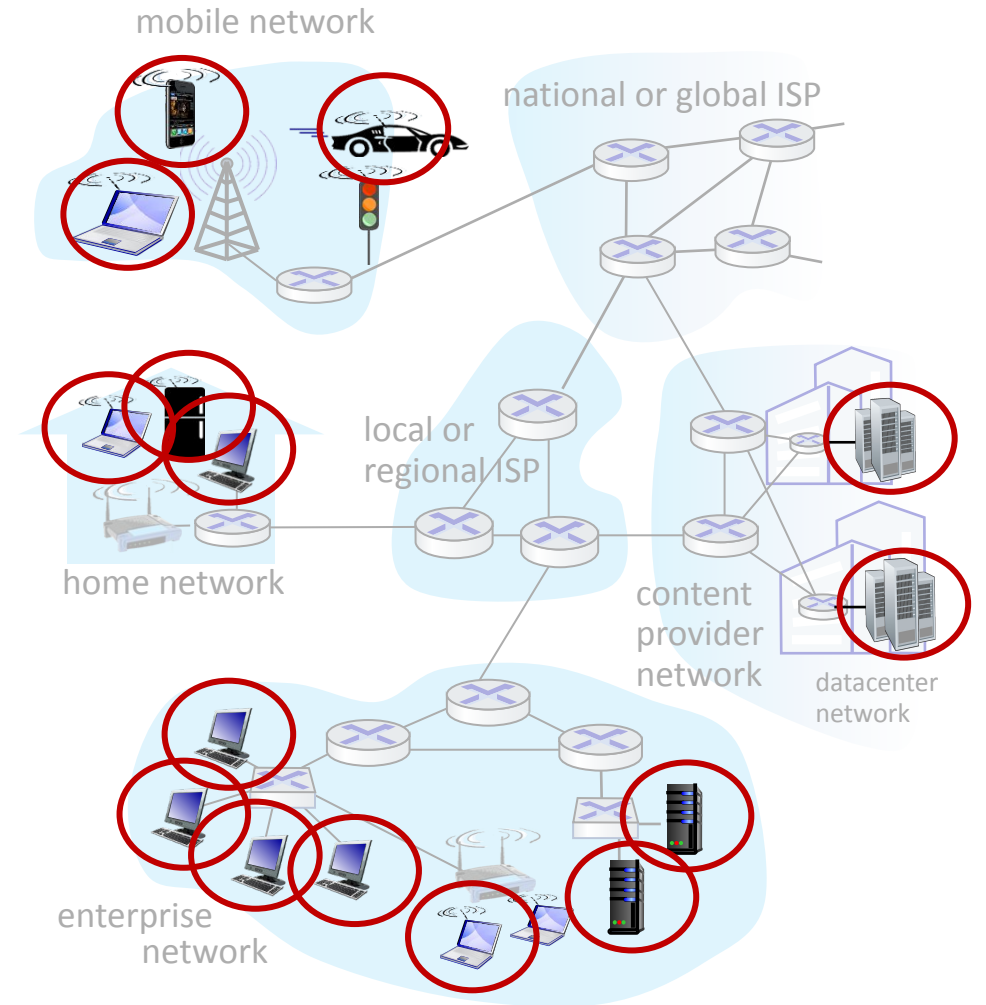 mobile network
national or global ISP
local or
regional ISP
home network
content
provider
network
datacenter
network
enterprise
network